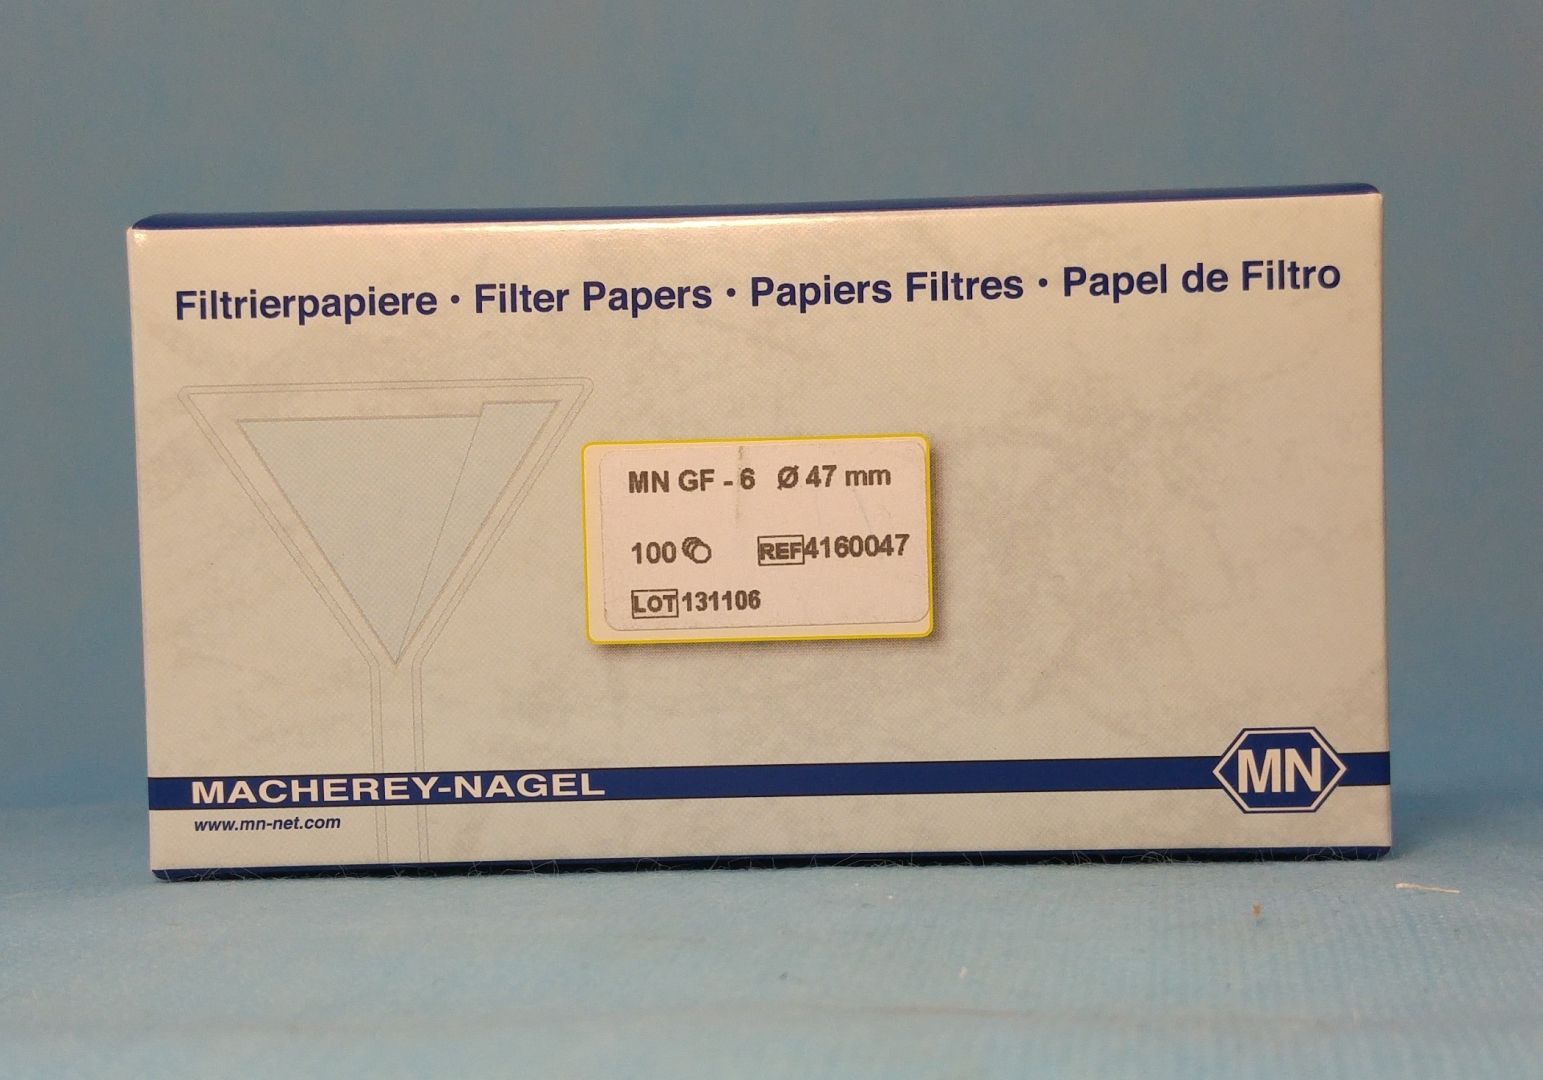 Filtrierpapiere · Filter Papers · Papiers Filtres · Papel de Filtro
MN GF - 6 Ø 47 mm
100 REF 4160047
LOT 131106
MACHEREY-NAGEL
MN
www.mn-net.com